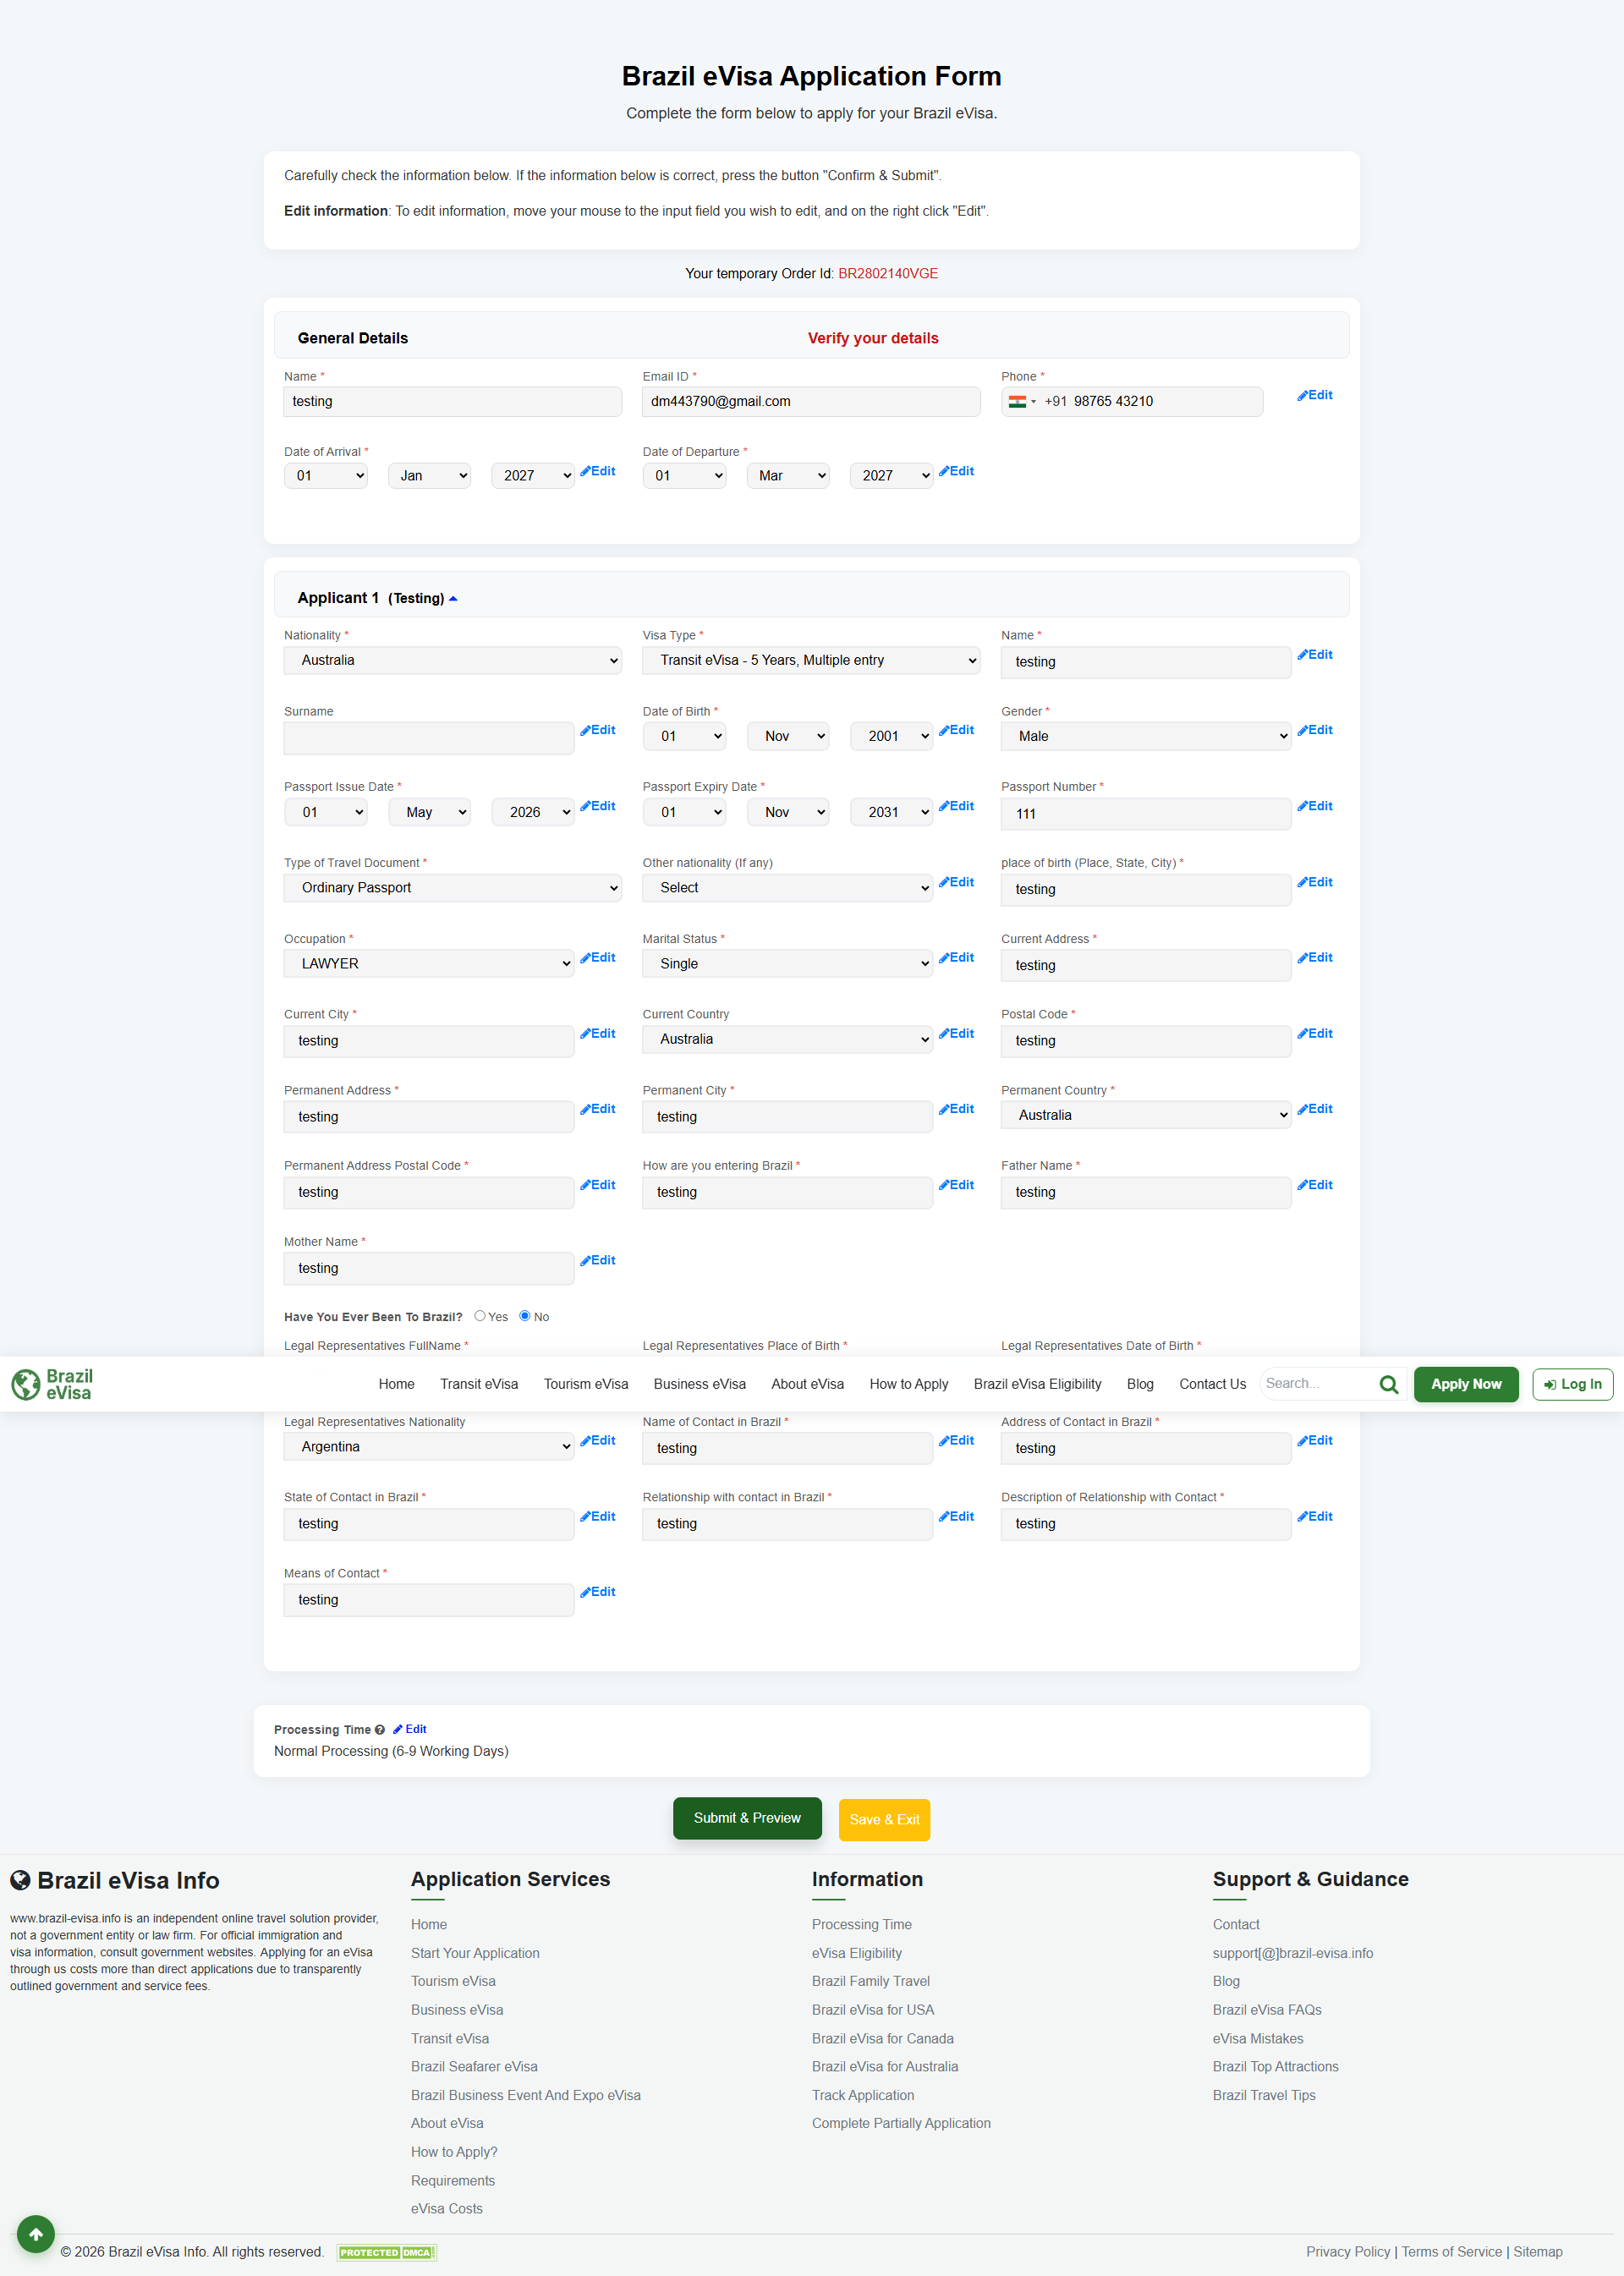 Brazil eVisa Application Form
Complete the form below to apply for your Brazil eVisa.
Carefully check the information below. If the information below is correct, press the button "Confirm & Submit".
Edit information: To edit information, move your mouse to the input field you wish to edit, and on the right click "Edit".
Your temporary Order Id: BR2802140VGE
General Details Verify your details
Name * Email ID * Phone *
testing dm443790@gmail.com +91 98765 43210 Edit
Date of Arrival * Date of Departure *
01 Jan 2027 Edit 01 Mar 2027 Edit
Applicant 1 (Testing)
Nationality * Visa Type * Name *
Australia Transit eVisa - 5 Years, Multiple entry testing Edit
Surname Date of Birth * Gender *
Edit 01 Nov 2001 Edit Male Edit
Passport Issue Date * Passport Expiry Date * Passport Number *
01 May 2026 Edit 01 Nov 2031 Edit 111 Edit
Type of Travel Document * Other nationality (If any) place of birth (Place, State, City) *
Ordinary Passport Select Edit testing Edit
Occupation * Marital Status * Current Address *
LAWYER Edit Single Edit testing Edit
Current City * Current Country Postal Code *
testing Edit Australia Edit testing Edit
Permanent Address * Permanent City * Permanent Country *
testing Edit testing Edit Australia Edit
Permanent Address Postal Code * How are you entering Brazil * Father Name *
testing Edit testing Edit testing Edit
Mother Name *
testing Edit
Have You Ever Been To Brazil? Yes No
Legal Representatives FullName * Legal Representatives Place of Birth * Legal Representatives Date of Birth *
Brazil
eVisa
Home Transit eVisa Tourism eVisa Business eVisa About eVisa How to Apply Brazil eVisa Eligibility Blog Contact Us Search... Apply Now Log In
Legal Representatives Nationality Name of Contact in Brazil * Address of Contact in Brazil *
Argentina Edit testing Edit testing Edit
State of Contact in Brazil * Relationship with contact in Brazil * Description of Relationship with Contact *
testing Edit testing Edit testing Edit
Means of Contact *
testing Edit
Processing Time Edit
Normal Processing (6-9 Working Days)
Submit & Preview Save & Exit
Brazil eVisa Info
www.brazil-evisa.info is an independent online travel solution provider,
not a government entity or law firm. For official immigration and
visa information, consult government websites. Applying for an eVisa
through us costs more than direct applications due to transparently
outlined government and service fees.
Application Services
Home
Start Your Application
Tourism eVisa
Business eVisa
Transit eVisa
Brazil Seafarer eVisa
Brazil Business Event And Expo eVisa
About eVisa
How to Apply?
Requirements
eVisa Costs
Information
Processing Time
eVisa Eligibility
Brazil Family Travel
Brazil eVisa for USA
Brazil eVisa for Canada
Brazil eVisa for Australia
Track Application
Complete Partially Application
Support & Guidance
Contact
support[@]brazil-evisa.info
Blog
Brazil eVisa FAQs
eVisa Mistakes
Brazil Top Attractions
Brazil Travel Tips
© 2026 Brazil eVisa Info. All rights reserved. PROTECTED DMCA Privacy Policy | Terms of Service | Sitemap